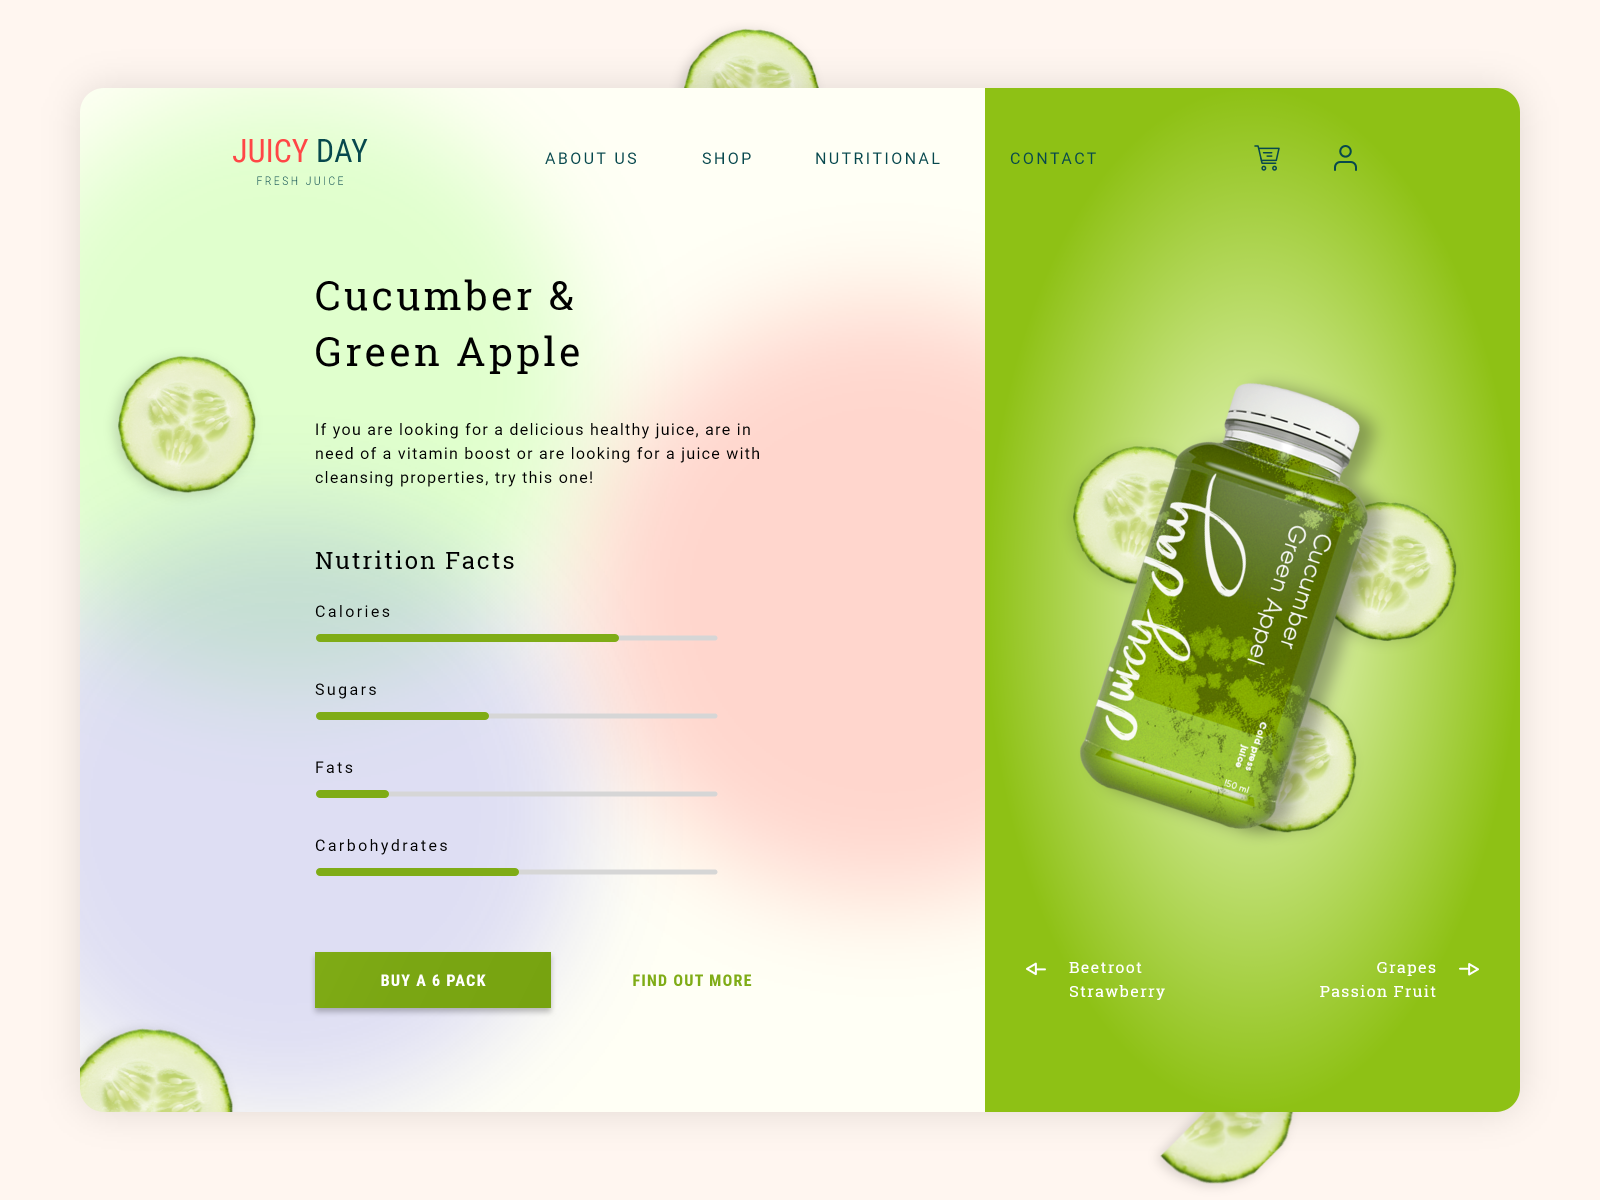 JUICY DAY
FRESH JUICE
ABOUT US
SHOP
NUTRITIONAL
CONTACT
Cucumber &
Green Apple
If you are looking for a delicious healthy juice, are in
need of a vitamin boost or are looking for a juice with
cleansing properties, try this one!
Nutrition Facts
Calories
Sugars
Fats
Carbohydrates
BUY A 6 PACK
FIND OUT MORE
Juicy day
Cucumber
Green Appel
Cold press
juice
150 ml
Beetroot
Strawberry
Grapes
Passion Fruit